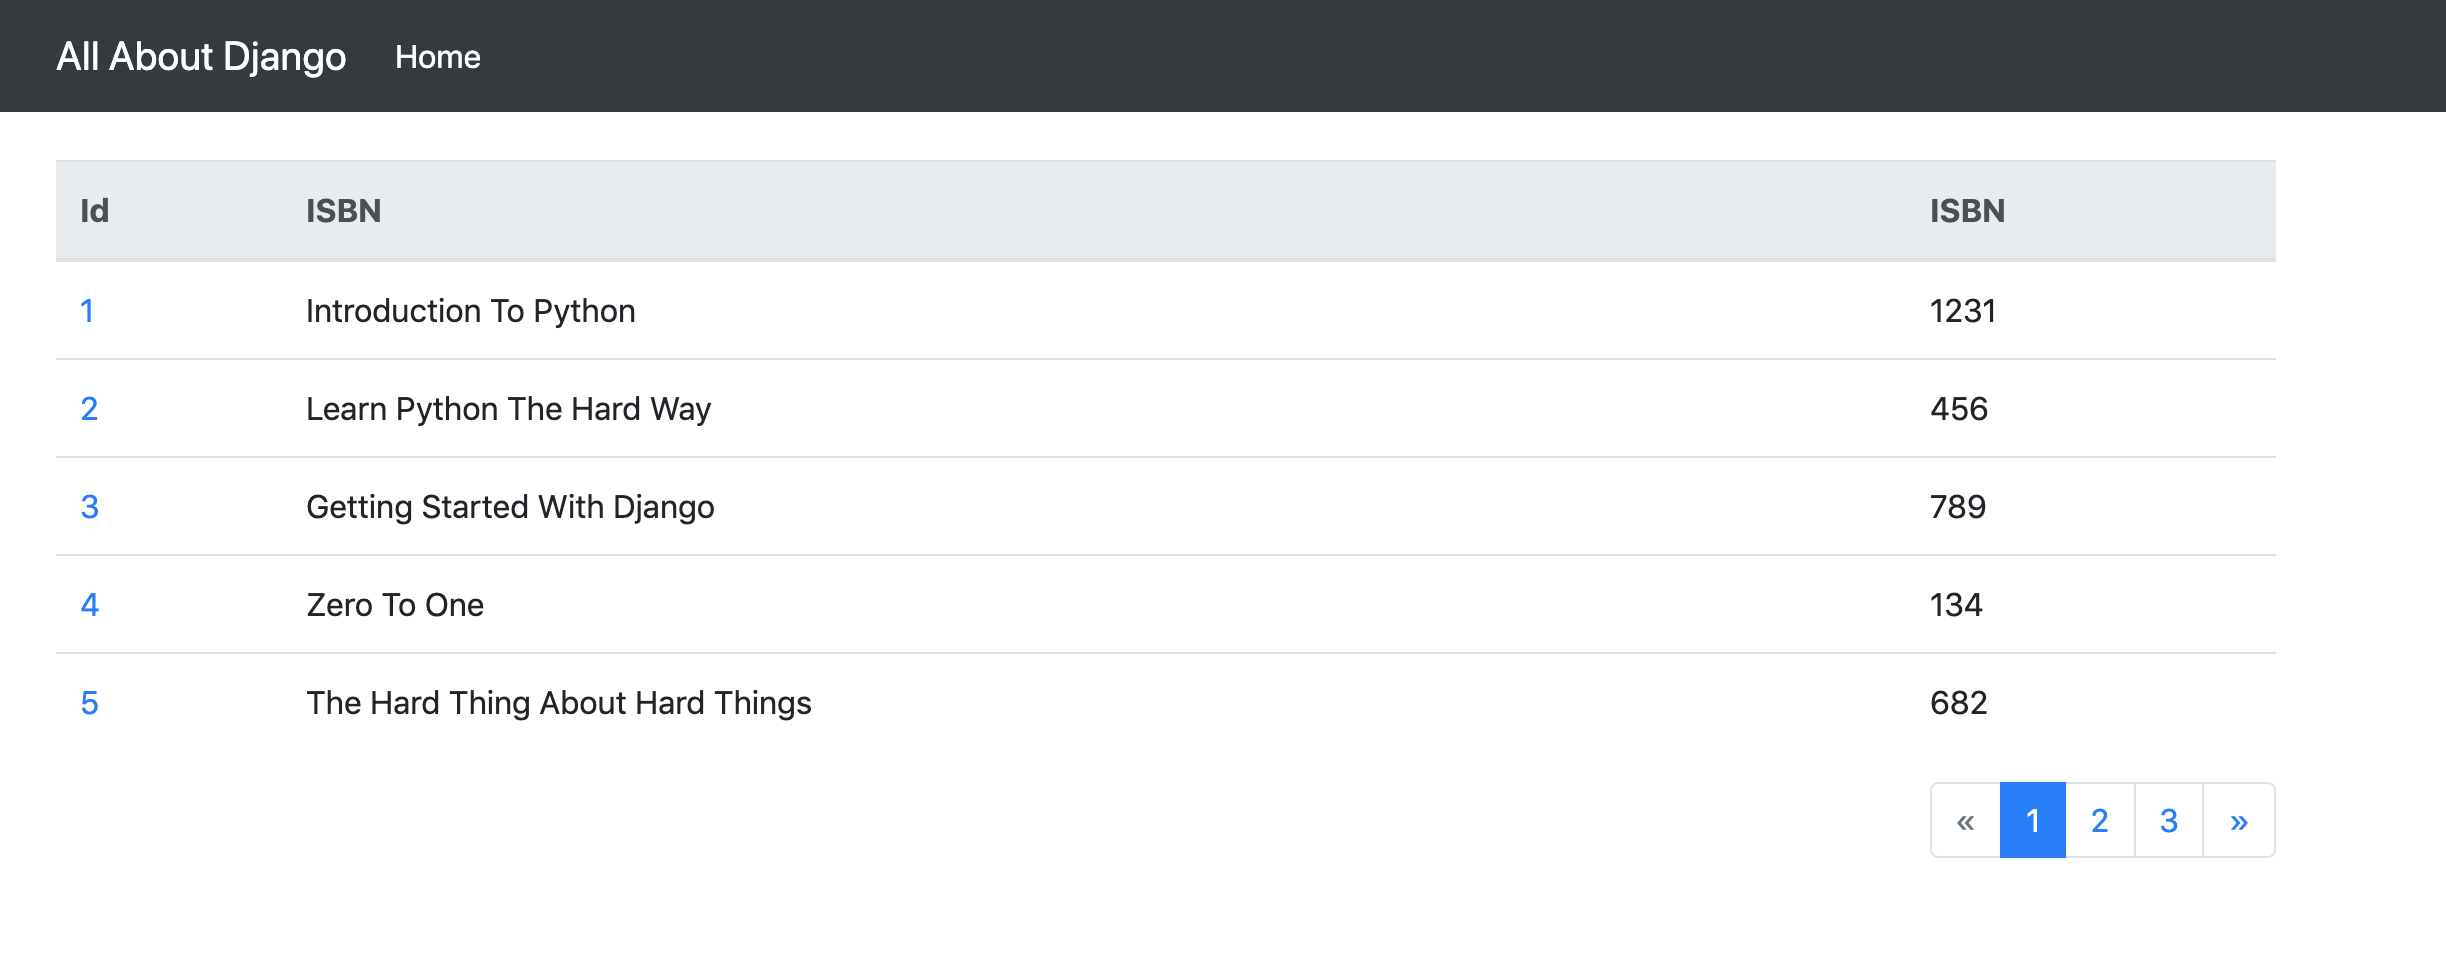 All About Django Home
Id ISBN ISBN
1 Introduction To Python 1231
2 Learn Python The Hard Way 456
3 Getting Started With Django 789
4 Zero To One 134
5 The Hard Thing About Hard Things 682
« 1 2 3 »